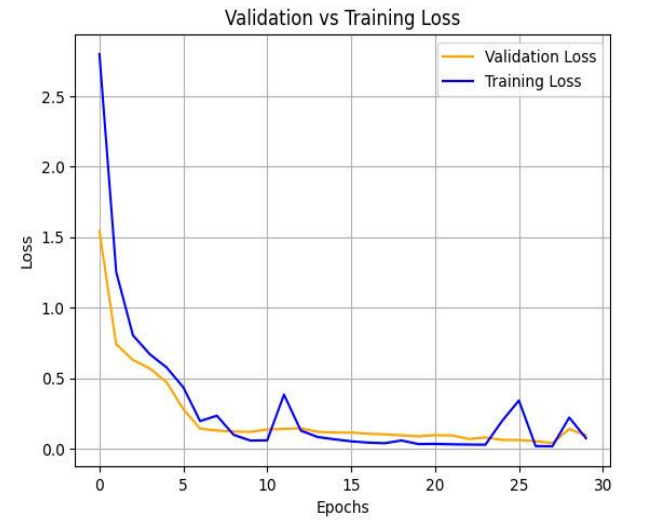 Validation vs Training Loss
Validation Loss
Training Loss
Loss
2.5
2.0
1.5
1.0
0.5
0.0
0 5 10 15 20 25 30
Epochs